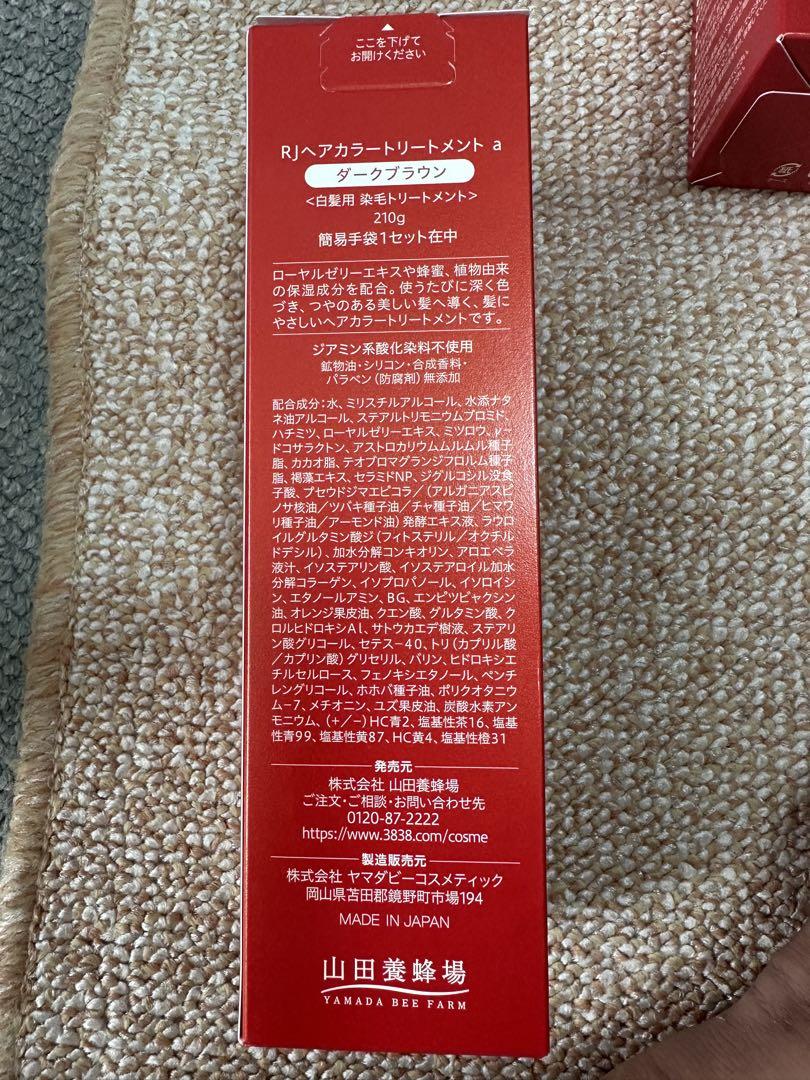 ここを下げて
お開けください
RJヘアカラートリートメント a
ダークブラウン
<白髪用 染毛トリートメント>
210g
簡易手袋1セット在中
ローヤルゼリーエキスや蜂蜜、植物由来
の保湿成分を配合。使うたびに深く色
づき、つやのある美しい髪へ導く、髪に
やさしいヘアカラートリートメントです。
ジアミン系酸化染料不使用
鉱物油・シリコン・合成香料・
パラベン(防腐剤)無添加
配合成分:水、ミリスチルアルコール、水添ナタ
ネ油アルコール、ステアルトリモニウムブロミド、
ハチミツ、ローヤルゼリーエキス、ミツロウ、γ-
ドコサラクトン、アストロカリウムムルムル種子
脂、カカオ脂、テオブロマグランジフロルム種子
脂、褐藻エキス、セラミドNP、ジグルコシル没食
子酸、プセウドジマエピコラ/(アルガニアスピ
ノサ核油/ツバキ種子油/チャ種子油/ヒマワ
リ種子油/アーモンド油)発酵エキス液、ラウロ
イルグルタミン酸ジ(フィトステリル/オクチル
ドデシル)、加水分解コンキオリン、アロエベラ
液汁、イソステアリン酸、イソステアロイル加水
分解コラーゲン、イソプロパノール、イソロイシ
ン、エタノールアミン、BG、エンピツビャクシン
油、オレンジ果皮油、クエン酸、グルタミン酸、ク
ロルヒドロキシAl、サトウカエデ樹液、ステアリ
ン酸グリコール、セテス-40、トリ(カプリル酸
/カプリン酸)グリセリル、バリン、ヒドロキシエ
チルセルロース、フェノキシエタノール、ペンチ
レングリコール、ホホバ種子油、ポリクオタニウ
ム-7、メチオニン、ユズ果皮油、炭酸水素アン
モニウム、(+/-)HC青2、塩基性茶16、塩基
性青99、塩基性黄87、HC黄4、塩基性橙31
発売元
株式会社 山田養蜂場
ご注文・ご相談・お問い合わせ先
0120-87-2222
https://www.3838.com/cosme
製造販売元
株式会社 ヤマダビーコスメティック
岡山県苫田郡鏡野町市場194
MADE IN JAPAN
山田養蜂場
YAMADA BEE FARM